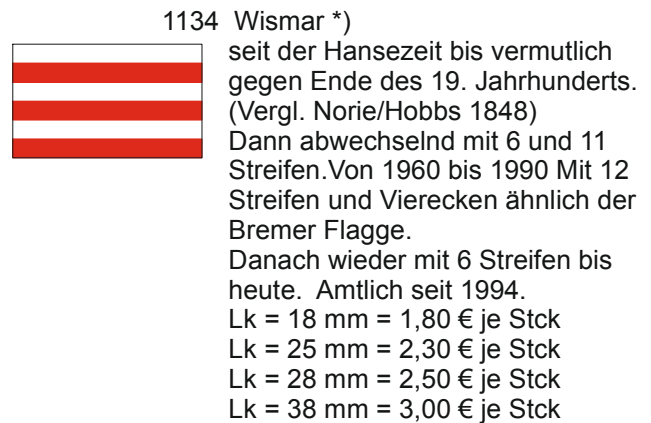 1134 Wismar *)
seit der Hansezeit bis vermutlich
gegen Ende des 19. Jahrhunderts.
(Vergl. Norie/Hobbs 1848)
Dann abwechselnd mit 6 und 11
Streifen.Von 1960 bis 1990 Mit 12
Streifen und Vierecken ähnlich der
Bremer Flagge.
Danach wieder mit 6 Streifen bis
heute. Amtlich seit 1994.
Lk = 18 mm = 1,80 € je Stck
Lk = 25 mm = 2,30 € je Stck
Lk = 28 mm = 2,50 € je Stck
Lk = 38 mm = 3,00 € je Stck